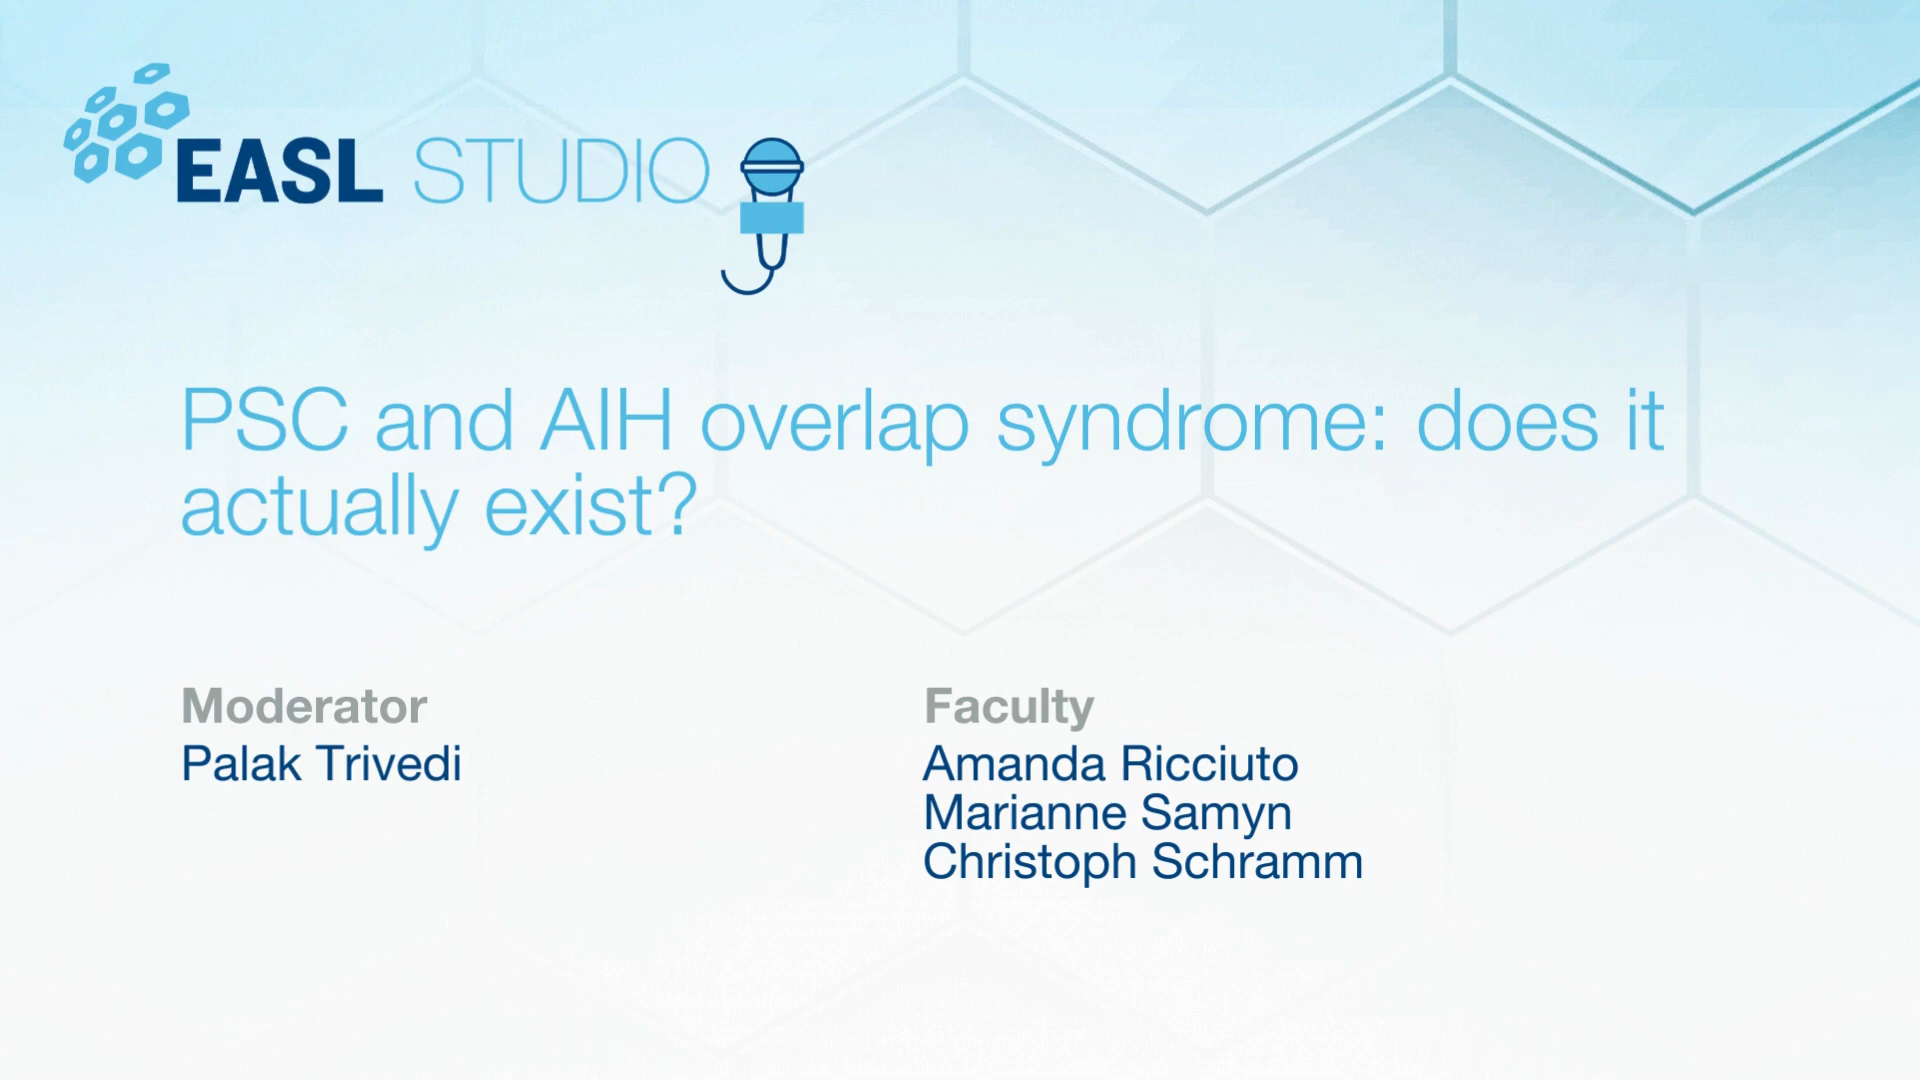 EASL STUDIO
PSC and AIH overlap syndrome: does it
actually exist?
Moderator
Palak Trivedi
Faculty
Amanda Ricciuto
Marianne Samyn
Christoph Schramm